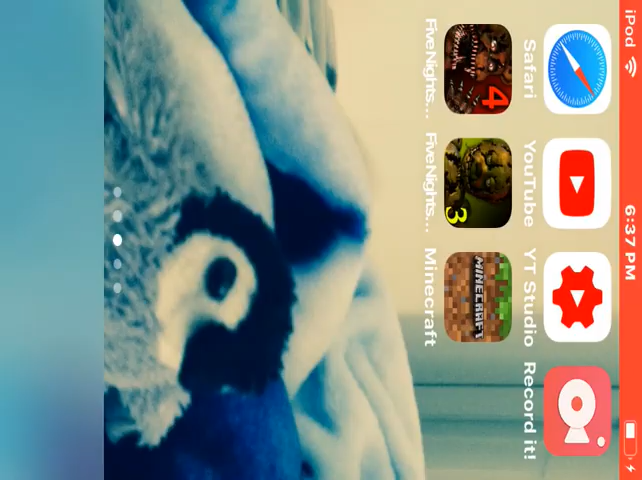 iPod 6:37 PM
Safari YouTube YT Studio Record it!
4 3 MINECRAFT
FiveNights... FiveNights... Minecraft